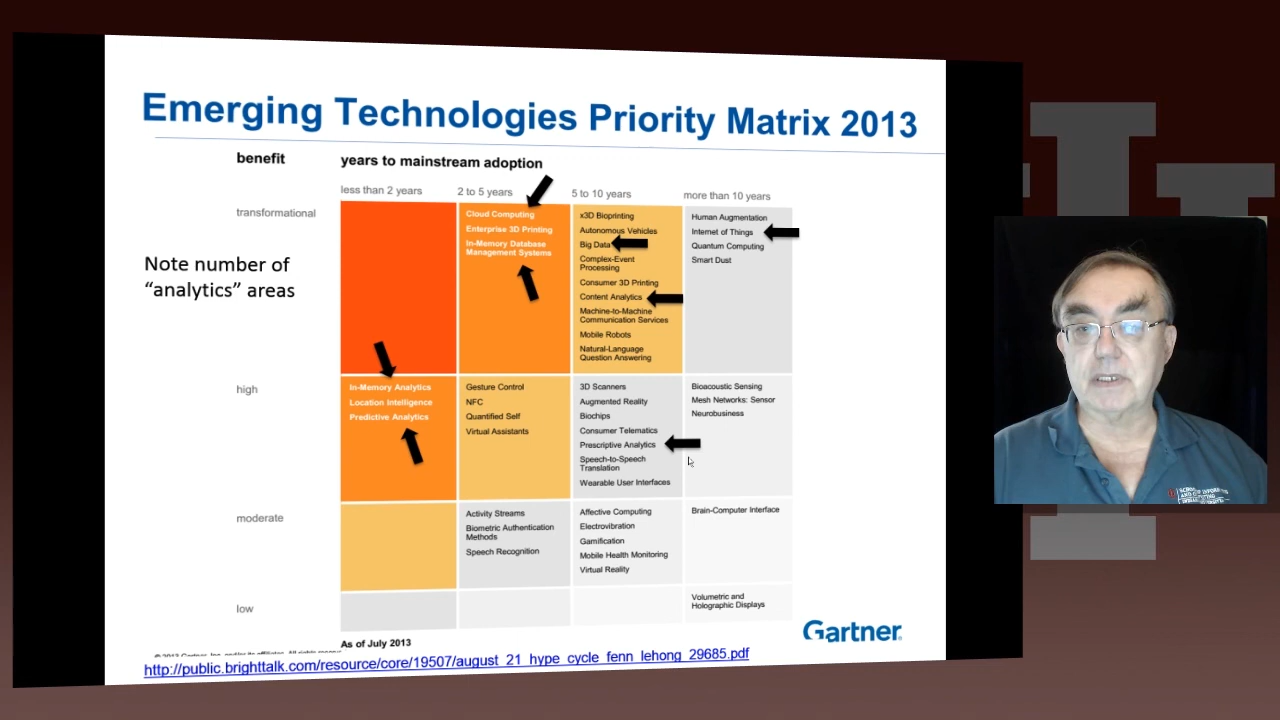 Emerging Technologies Priority Matrix 2013
benefit
years to mainstream adoption
less than 2 years
2 to 5 years
5 to 10 years
more than 10 years
transformational
Cloud Computing
Enterprise 3D Printing
In-Memory Database
Management Systems
x3D Bioprinting
Autonomous Vehicles
Big Data
Complex-Event
Processing
Consumer 3D Printing
Content Analytics
Machine-to-Machine
Communication Services
Mobile Robots
Natural-Language
Question Answering
Human Augmentation
Internet of Things
Quantum Computing
Smart Dust
Note number of
“analytics” areas
high
In-Memory Analytics
Location Intelligence
Predictive Analytics
Gesture Control
NFC
Quantified Self
Virtual Assistants
3D Scanners
Augmented Reality
Biochips
Consumer Telematics
Prescriptive Analytics
Speech-to-Speech
Translation
Wearable User Interfaces
Bioacoustic Sensing
Mesh Networks: Sensor
Neurobusiness
moderate
Activity Streams
Biometric Authentication
Methods
Speech Recognition
Affective Computing
Electrovibration
Gamification
Mobile Health Monitoring
Virtual Reality
Brain-Computer Interface
low
Volumetric and
Holographic Displays
As of July 2013
Gartner
http://public.brighttalk.com/resource/core/19507/august_21_hype_cycle_fenn_lehong_29685.pdf